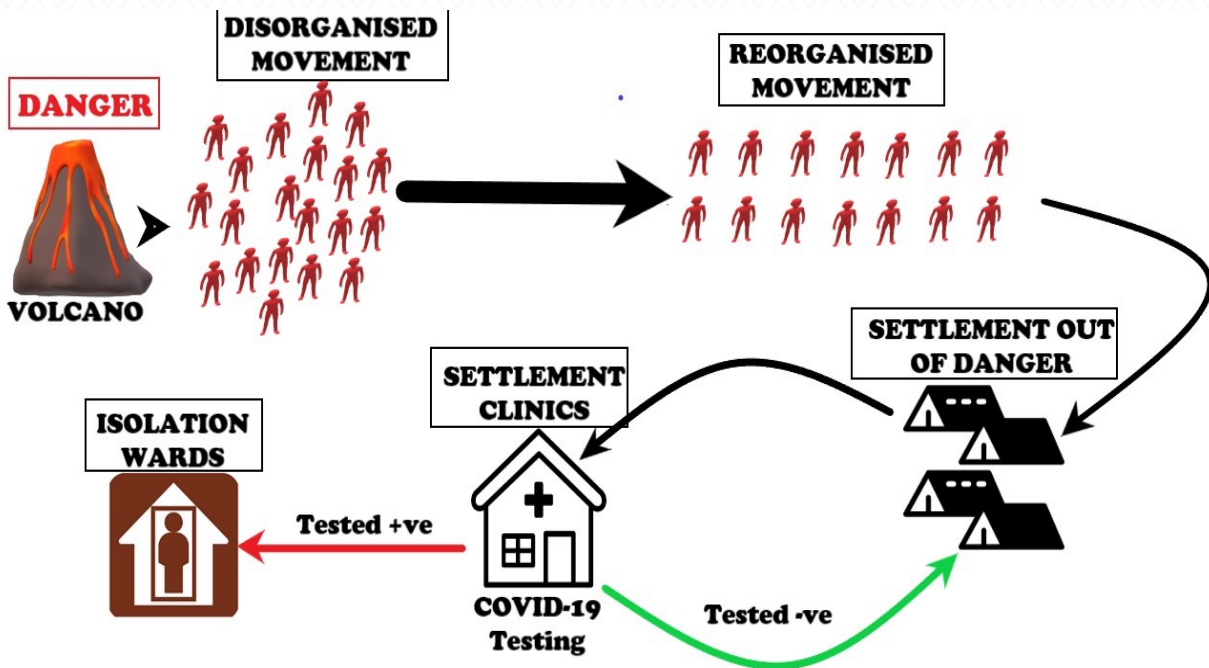 DISORGANISED
MOVEMENT
REORGANISED
MOVEMENT
DANGER
VOLCANO
SETTLEMENT OUT
OF DANGER
SETTLEMENT
CLINICS
ISOLATION
WARDS
Tested +ve
COVID-19
Testing
Tested -ve